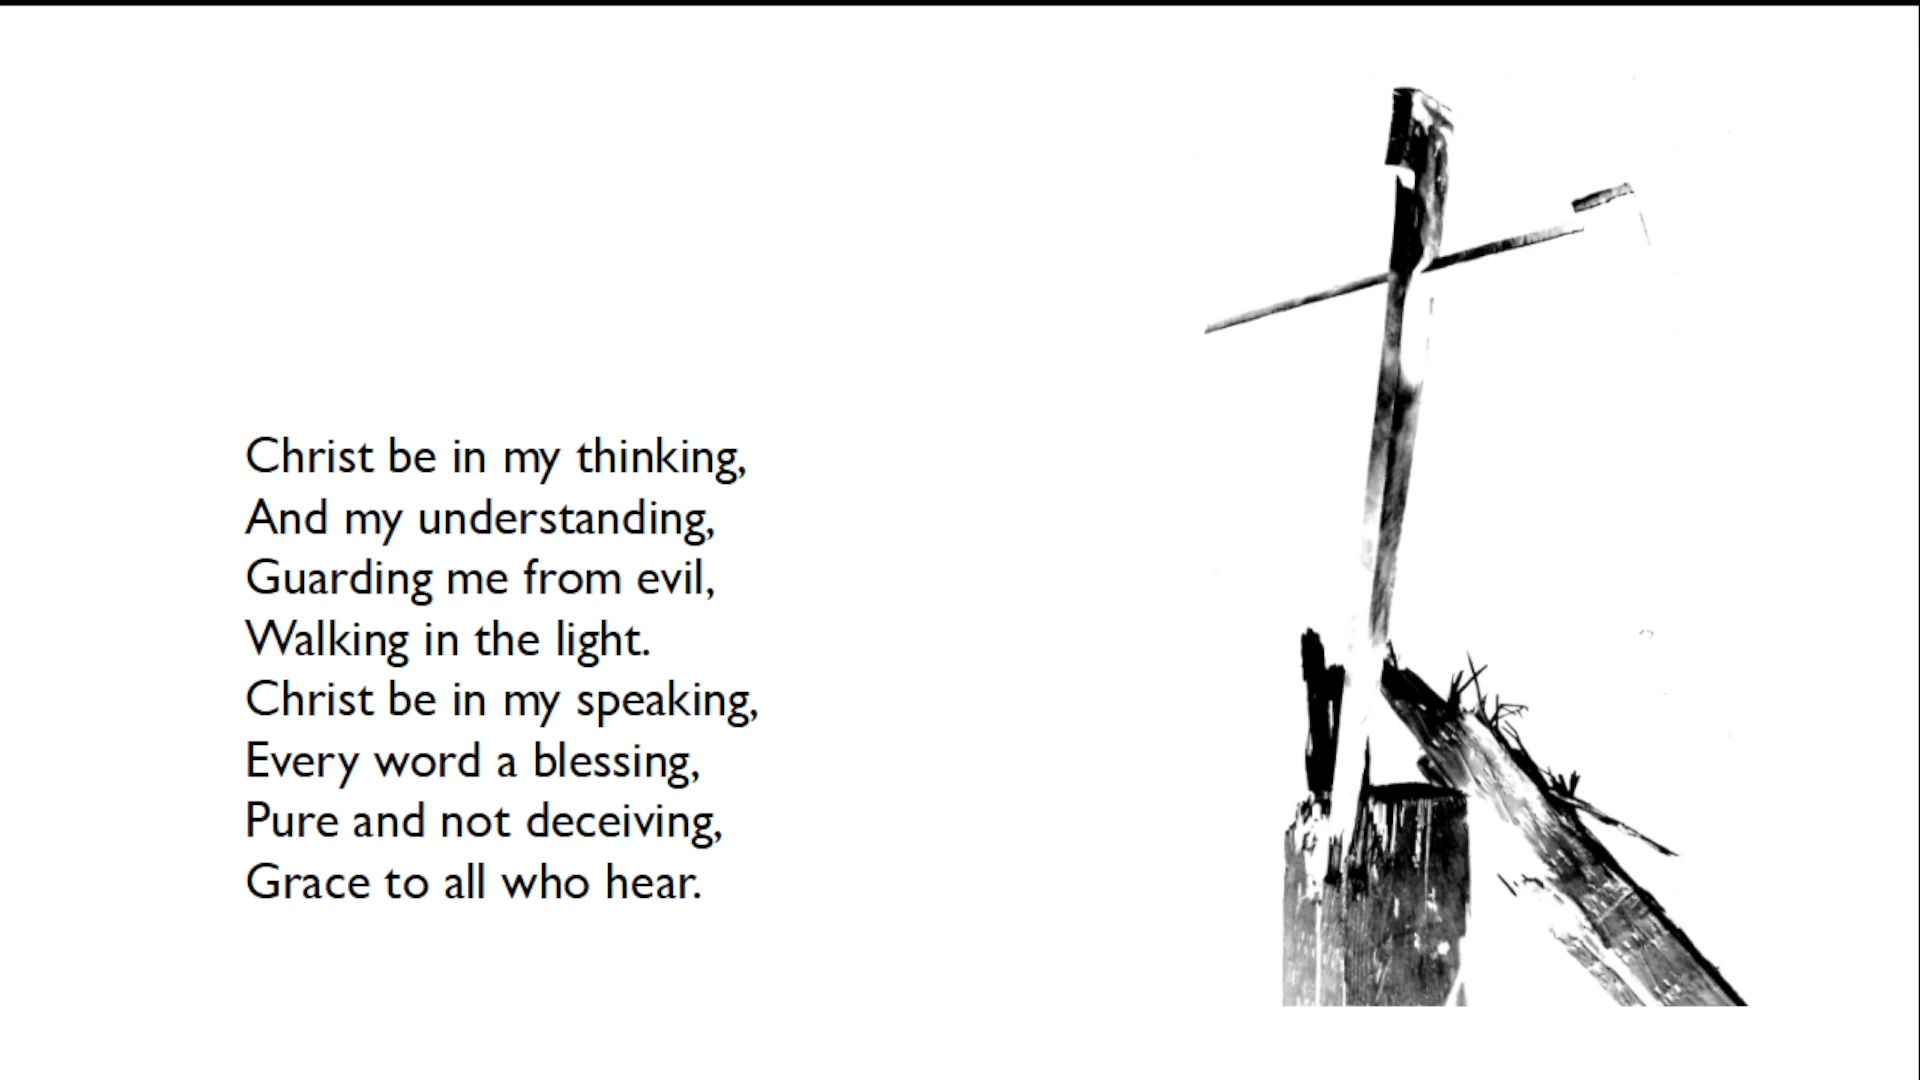 Christ be in my thinking,
And my understanding,
Guarding me from evil,
Walking in the light.
Christ be in my speaking,
Every word a blessing,
Pure and not deceiving,
Grace to all who hear.